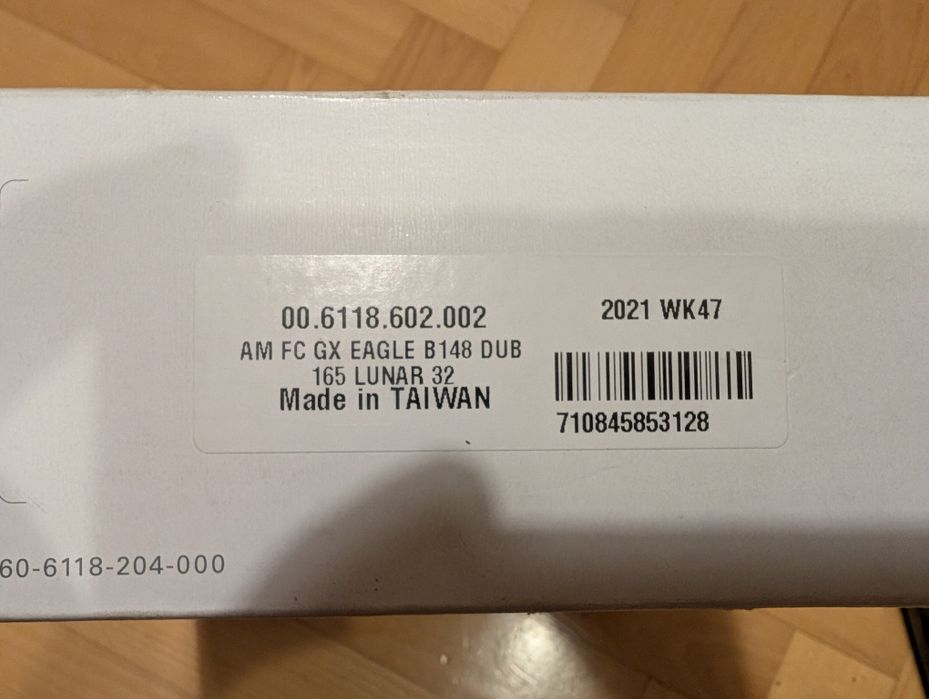 00.6118.602.002
AM FC GX EAGLE B148 DUB
165 LUNAR 32
Made in TAIWAN
2021 WK47
710845853128
60-6118-204-000